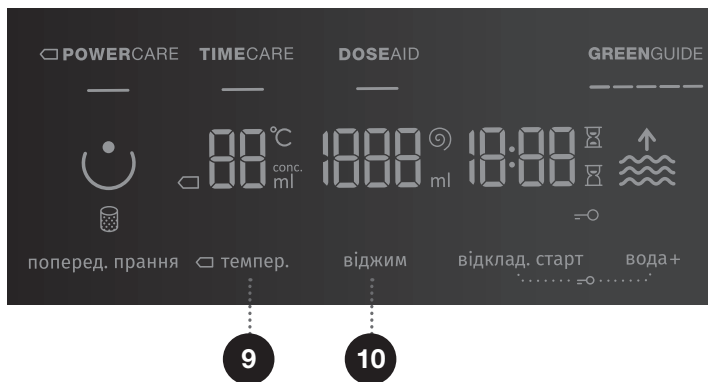 POWERCARE TIMECARE DOSEAID GREENGUIDE
88 °C 1888 18:88
conc.
ml ml
поперед. прання темпер. віджим відклад. старт вода+
9 10